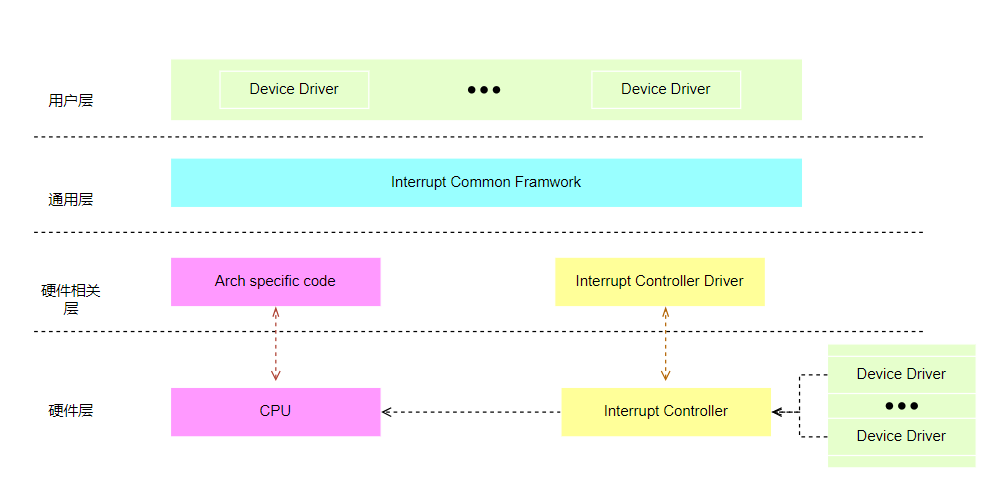 用户层
Device Driver
Device Driver
通用层
Interrupt Common Framwork
硬件相关
层
Arch specific code
Interrupt Controller Driver
硬件层
CPU
Interrupt Controller
Device Driver
Device Driver